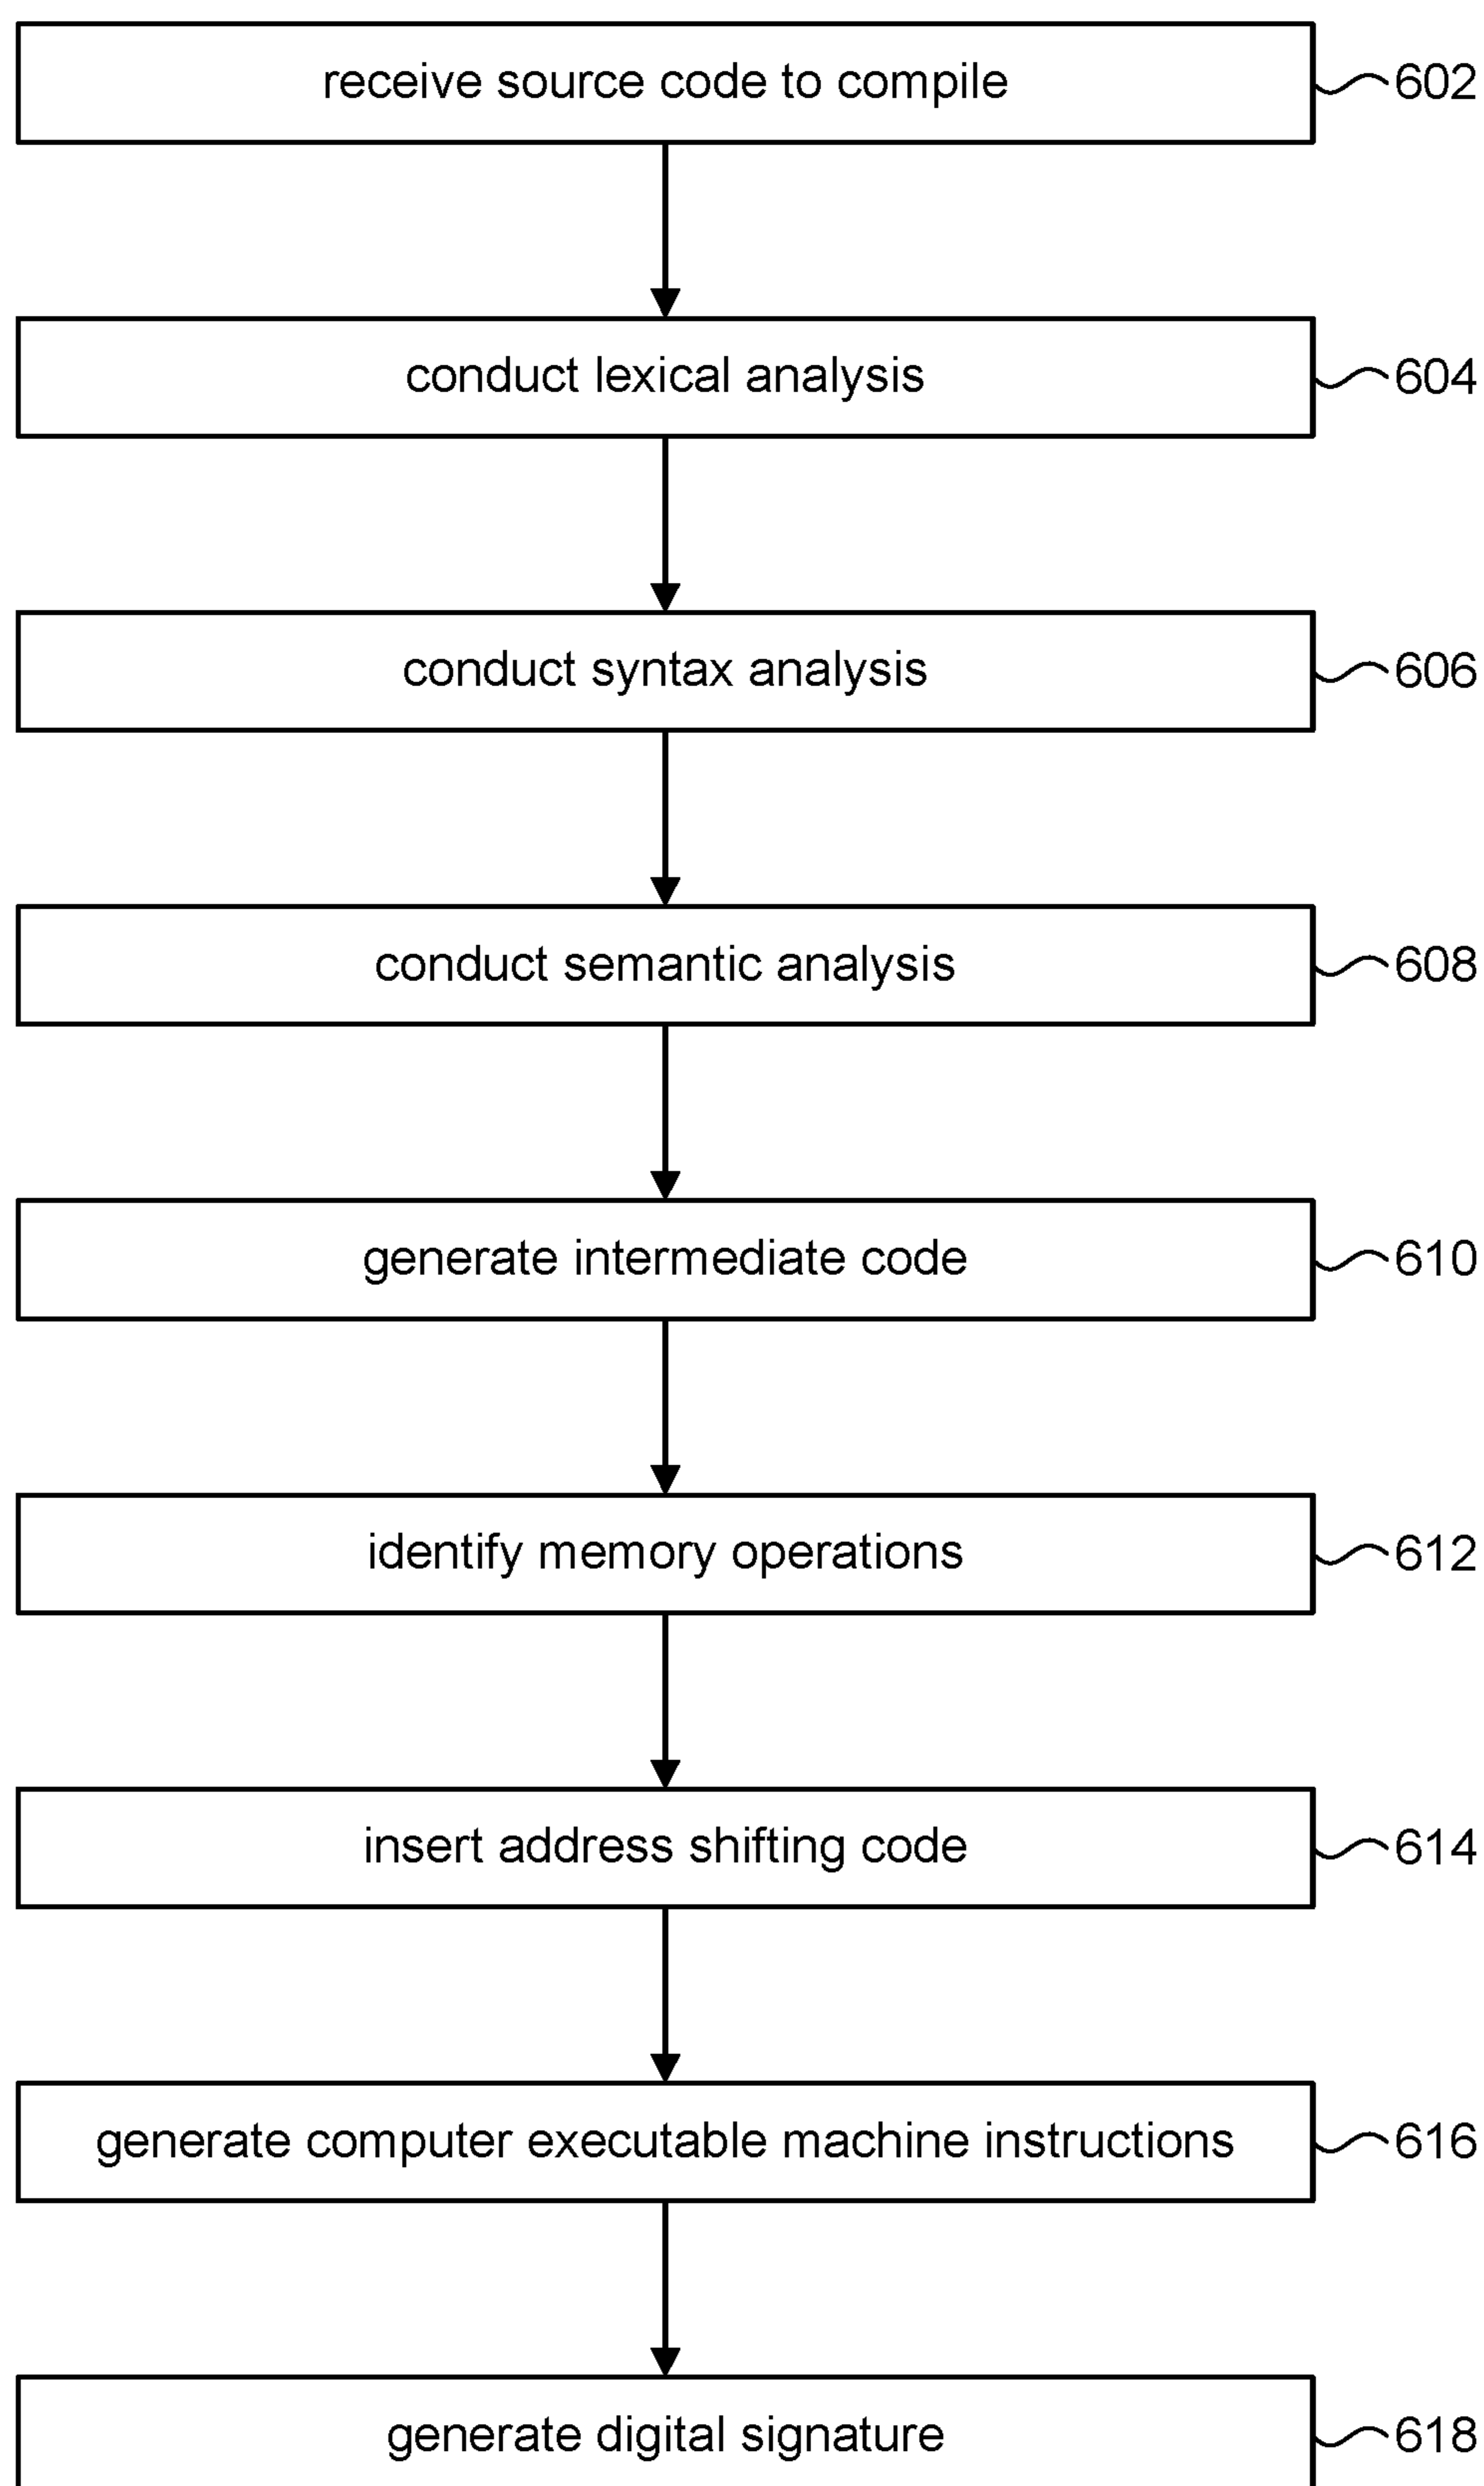 receive source code to compile 602
conduct lexical analysis 604
conduct syntax analysis 606
conduct semantic analysis 608
generate intermediate code 610
identify memory operations 612
insert address shifting code 614
generate computer executable machine instructions 616
generate digital signature 618